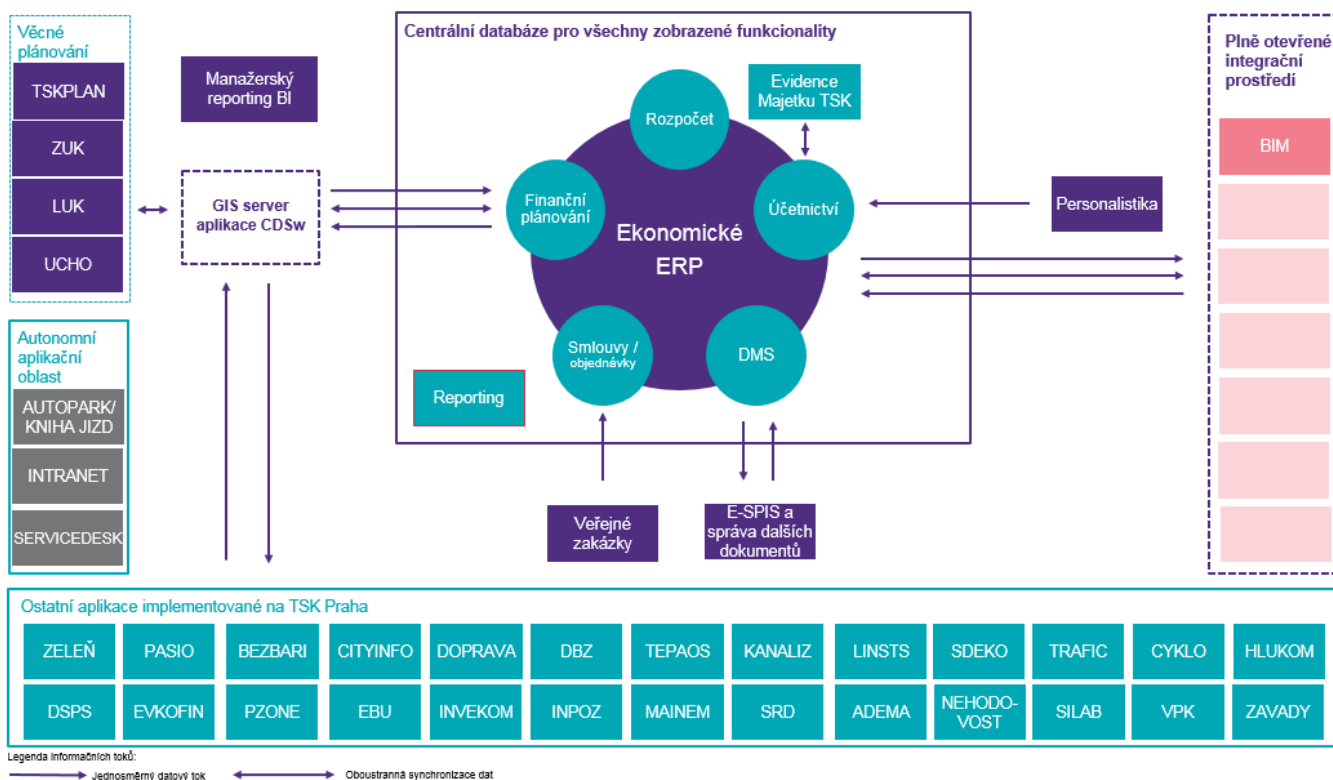 Věcné
plánování
TSKPLAN
ZUK
LUK
UCHO
Manažerský
reporting BI
GIS server
aplikace CDSw
Autonomní
aplikační
oblast
AUTOPARK/
KNIHA JIZD
INTRANET
SERVICEDESK
Centrální databáze pro všechny zobrazené funkcionality
Evidence
Majetku TSK
Rozpočet
Finanční
plánování
Účetnictví
Ekonomické
ERP
Smlouvy /
objednávky
DMS
Reporting
Personalistika
Veřejné
zakázky
E-SPIS a
správa dalších
dokumentů
Plně otevřené
integrační
prostředí
BIM
Ostatní aplikace implementované na TSK Praha
ZELEŇ PASIO BEZBARI CITYINFO DOPRAVA DBZ TEPAOS KANALIZ LINSTS SDEKO TRAFIC CYKLO HLUKOM
DSPS EVKOFIN PZONE EBU INVEKOM INPOZ MAINEM SRD ADEMA NEHODO-
VOST SILAB VPK ZAVADY
Legenda informačních toků:
Jednosměrný datový tok Oboustranná synchronizace dat